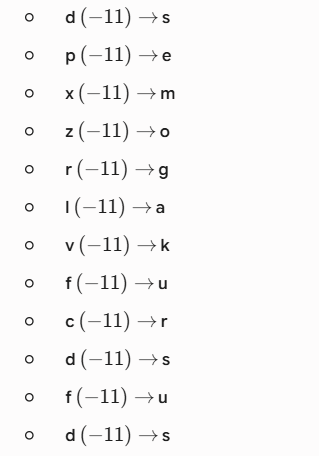 d (−11) → s
p (−11) → e
x (−11) → m
z (−11) → o
r (−11) → g
l (−11) → a
v (−11) → k
f (−11) → u
c (−11) → r
d (−11) → s
f (−11) → u
d (−11) → s